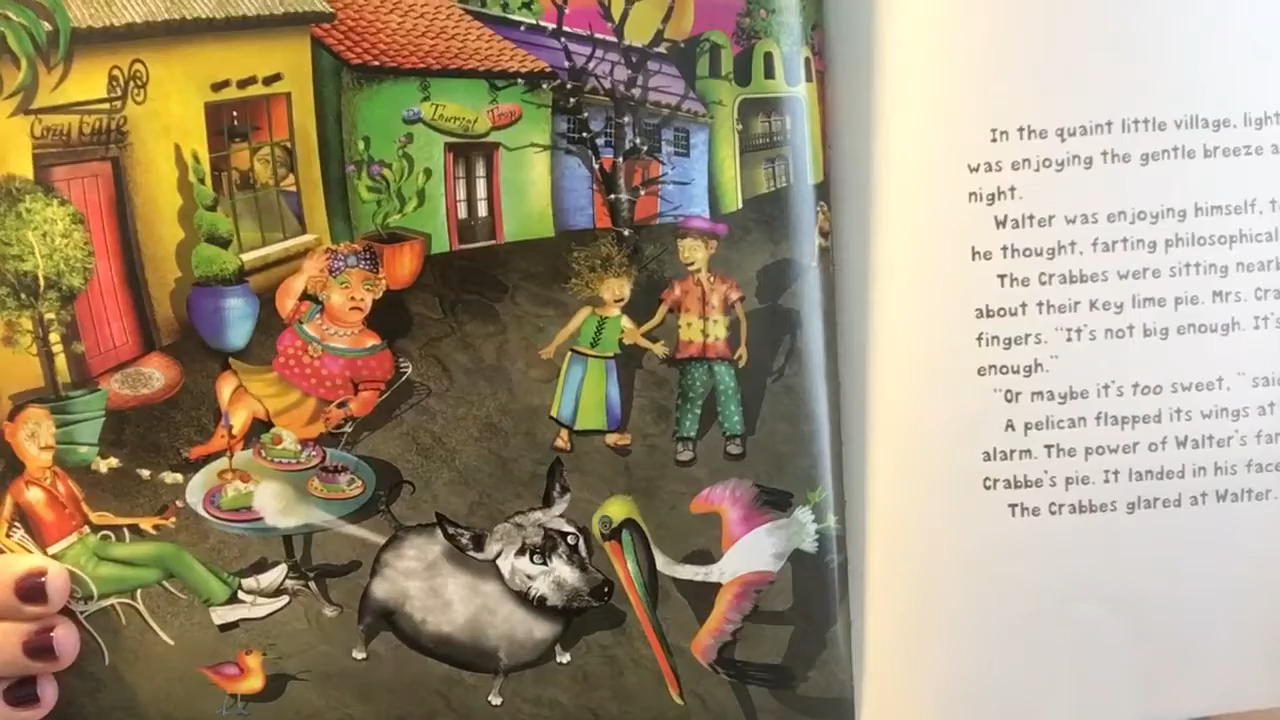 Cozy Cafe
Da Tourist Trap
In the quaint little village, light
was enjoying the gentle breeze a
night.
Walter was enjoying himself, t
he thought, farting philosophical
The Crabbes were sitting nearb
about their Key lime pie. Mrs. Cra
fingers. "It's not big enough. It's
enough."
"Or maybe it's too sweet, " said
A pelican flapped its wings at
alarm. The power of Walter's far
Crabbe's pie. It landed in his face
The Crabbes glared at Walter.